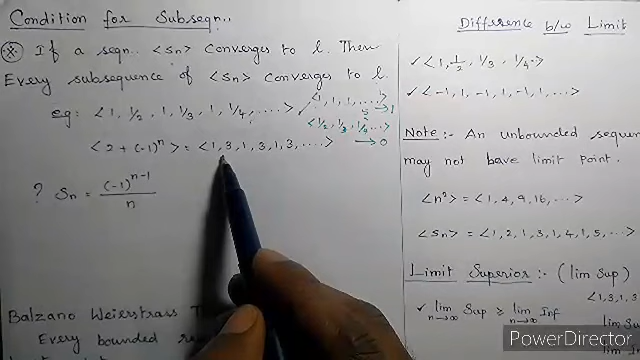 Condition for Subseqn..
* If a seqn.. <Sn> Converges to l. Then
Every subsequence of <Sn> Converges to l.
eg: <1, 1/2, 1, 1/3, 1, 1/4, .....>
<1, 1, 1, ....> → 1
<1/2, 1/3, 1/4, ...> → 0
<2 + (-1)^n> = <1, 3, 1, 3, 1, 3, ....>
? Sn = (-1)^(n-1) / n
Balzano Weierstras
Every bounded
Difference b/w Limit
✓ <1, 1/2, 1/3, 1/4.>
✓ <-1, 1, -1, 1, -1, 1, ...>
Note:- An unbounded sequen
may not have limit point.
<n²> = <1, 4, 9, 16, ...>
<Sn> = <1, 2, 1, 3, 1, 4, 1, 5, ...>
Limit Superior:- (lim Sup)
<1, 3, 1, 3
✓ lim n→∞ Sup ≥ lim n→∞ Inf
lim Su
PowerDirector